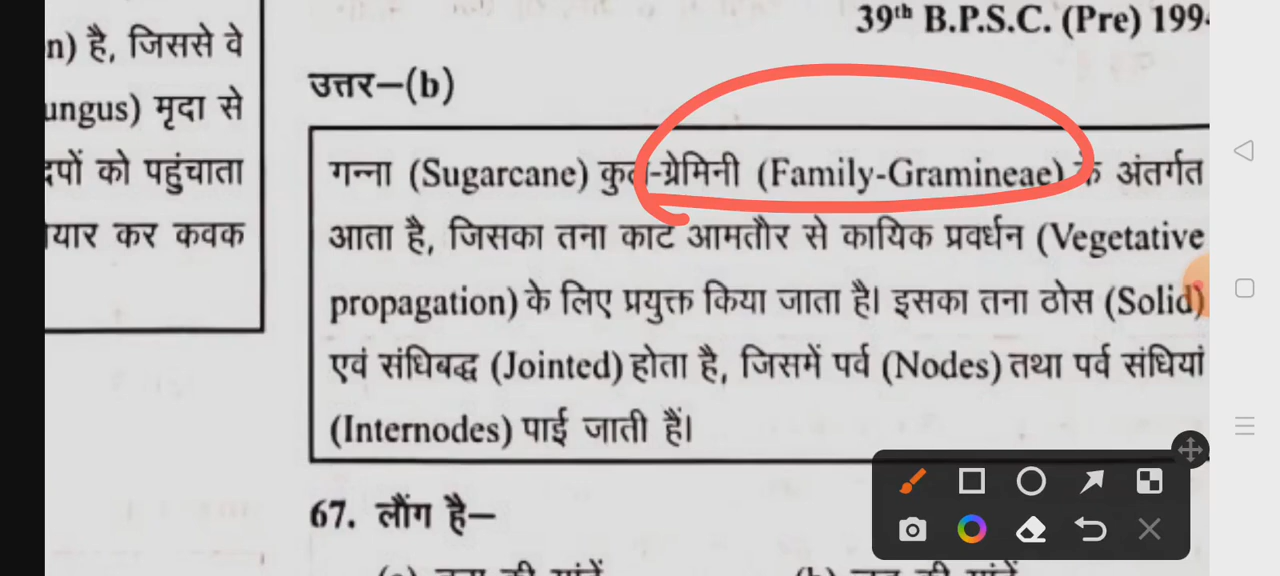 39th B.P.S.C. (Pre) 199
n) है, जिससे वे
ungus) मृदा से
को पहुंचाता
यार कर कवक
उत्तर–(b)
गन्ना (Sugarcane) कुल-ग्रेमिनी (Family-Gramineae) के अंतर्गत
आता है, जिसका तना काट आमतौर से कायिक प्रवर्धन (Vegetative
propagation) के लिए प्रयुक्त किया जाता है। इसका तना ठोस (Solid)
एवं संधिबद्ध (Jointed) होता है, जिसमें पर्व (Nodes) तथा पर्व संधियां
(Internodes) पाई जाती हैं।
67. लौंग है–